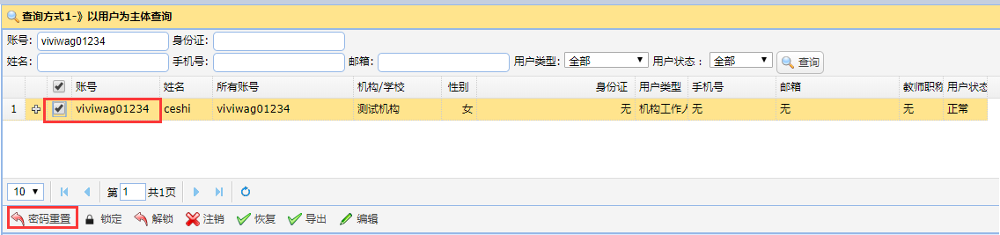 查询方式1-》以用户为主体查询
账号: viviwag01234 身份证:
姓名: 手机号: 邮箱: 用户类型: 全部 用户状态： 全部 查询
账号 姓名 所有账号 机构/学校 性别 身份证 用户类型 手机号 邮箱 教师职称 用户状态
1 viviwag01234 ceshi viviwag01234 测试机构 女 无 机构工作人 无 无 无 正常
10 第 1 共1页
密码重置 锁定 解锁 注销 恢复 导出 编辑